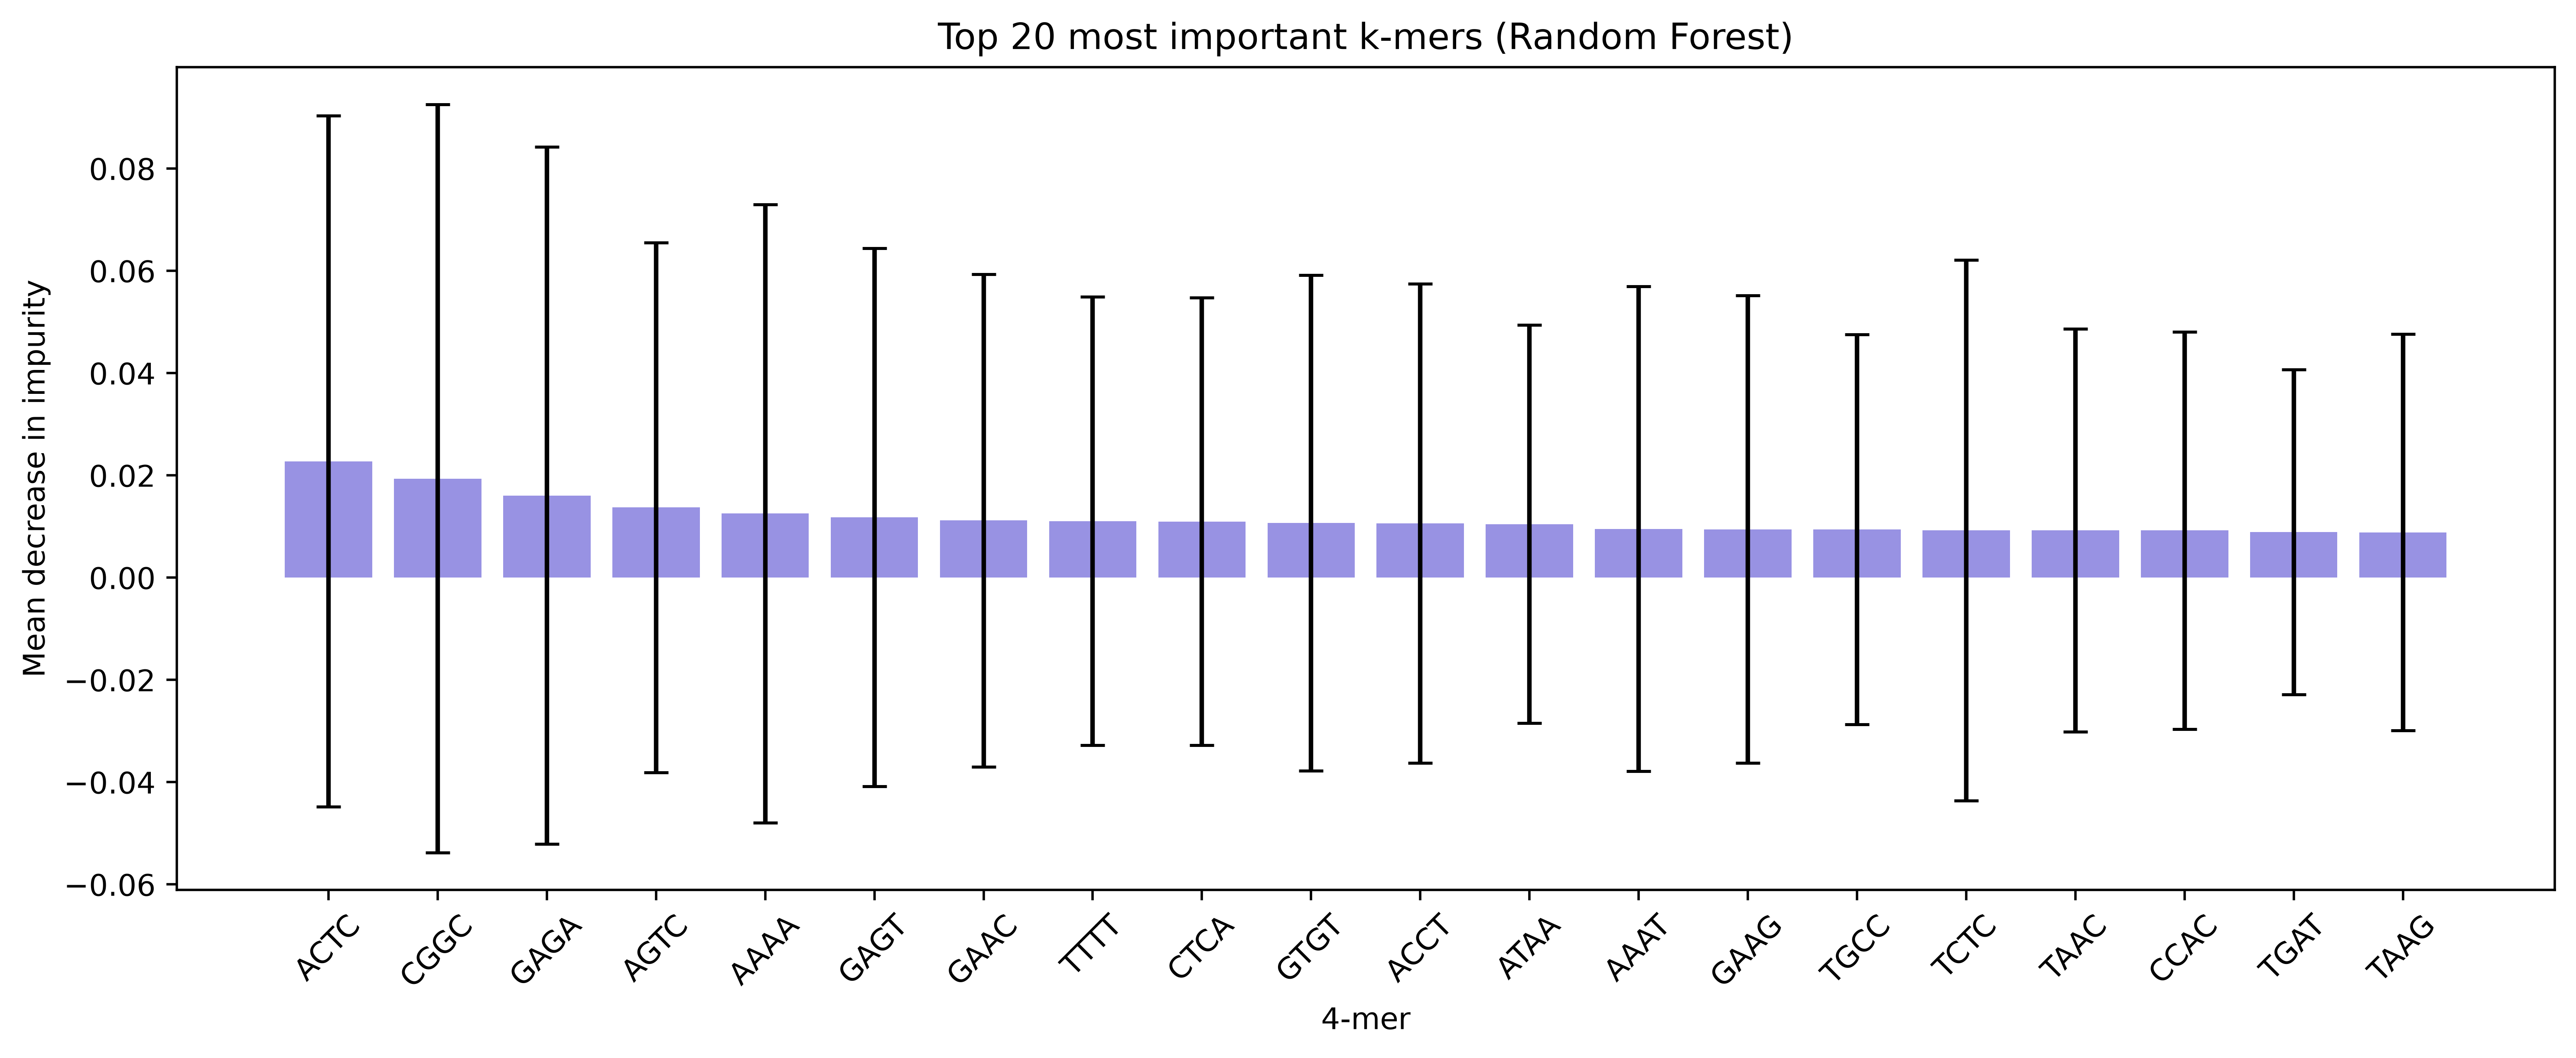 Top 20 most important k-mers (Random Forest)
Mean decrease in impurity
0.08
0.06
0.04
0.02
0.00
−0.02
−0.04
−0.06
ACTC
CGGC
GAGA
AGTC
AAAA
GAGT
GAAC
TTTT
CTCA
GTGT
ACCT
ATAA
AAAT
GAAG
TGCC
TCTC
TAAC
CCAC
TGAT
TAAG
4-mer